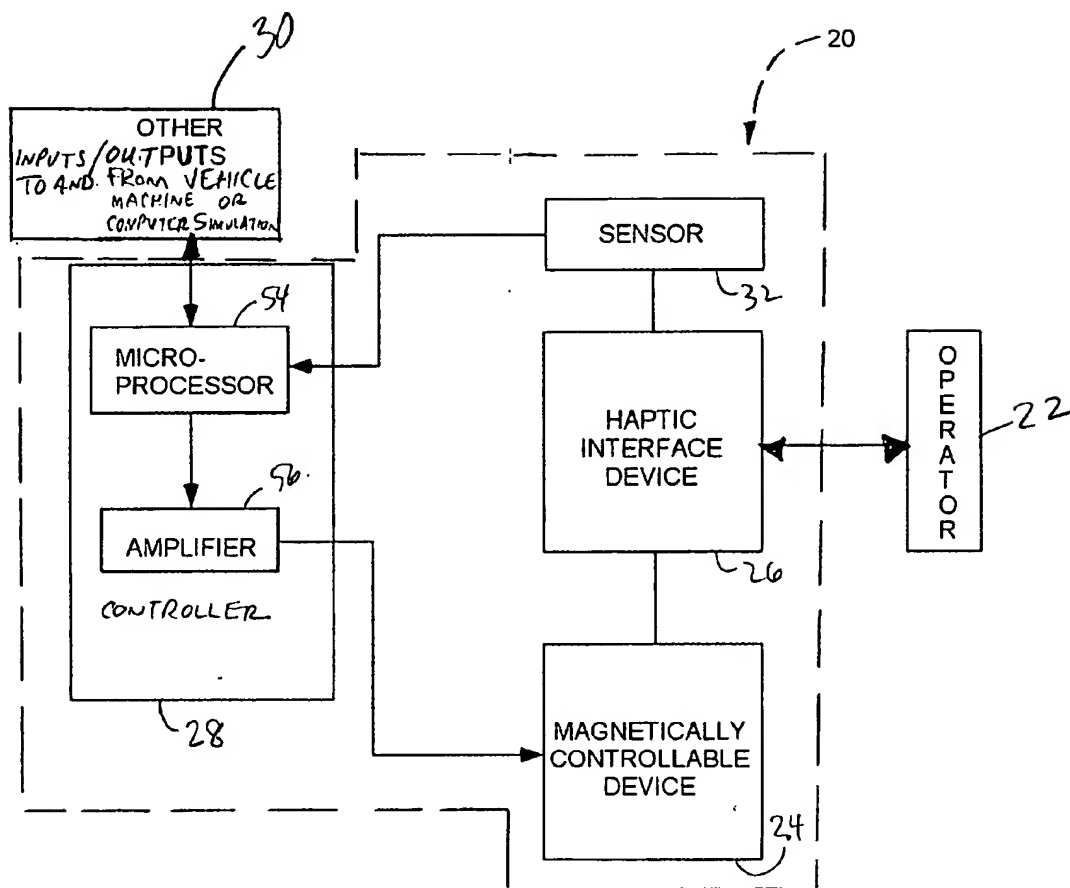 30
20
OTHER
INPUTS/OUTPUTS
TO AND. FROM VEHICLE
MACHINE OR
COMPUTER SIMULATION
SENSOR
32
54
MICRO-
PROCESSOR
OPERATOR
22
HAPTIC
INTERFACE
DEVICE
26
56.
AMPLIFIER
CONTROLLER.
28
MAGNETICALLY
CONTROLLABLE
DEVICE
24